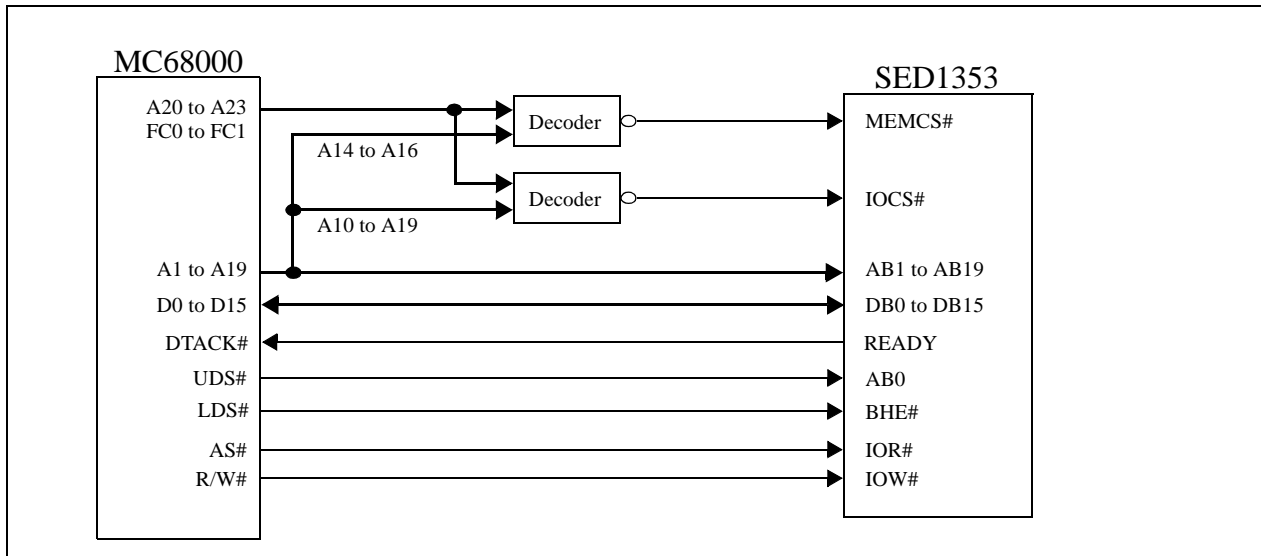 MC68000
SED1353
A20 to A23
FC0 to FC1
Decoder
MEMCS#
A14 to A16
Decoder
IOCS#
A10 to A19
A1 to A19
AB1 to AB19
D0 to D15
DB0 to DB15
DTACK#
READY
UDS#
AB0
LDS#
BHE#
AS#
IOR#
R/W#
IOW#